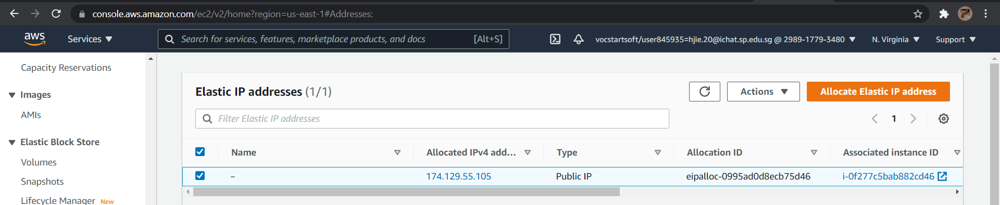 console.aws.amazon.com/ec2/v2/home?region=us-east-1#Addresses:
aws Services Search for services, features, marketplace products, and docs [Alt+S] vocstartsoft/user845935=hjie.20@ichat.sp.edu.sg @ 2989-1779-3480 N. Virginia Support
Capacity Reservations
Images
AMIs
Elastic Block Store
Volumes
Snapshots
Lifecycle Manager New
Elastic IP addresses (1/1) Actions Allocate Elastic IP address
Filter Elastic IP addresses 1
Name Allocated IPv4 add... Type Allocation ID Associated instance ID
– 174.129.55.105 Public IP eipalloc-0995ad0d8ecb75d46 i-0f277c5bab882cd46